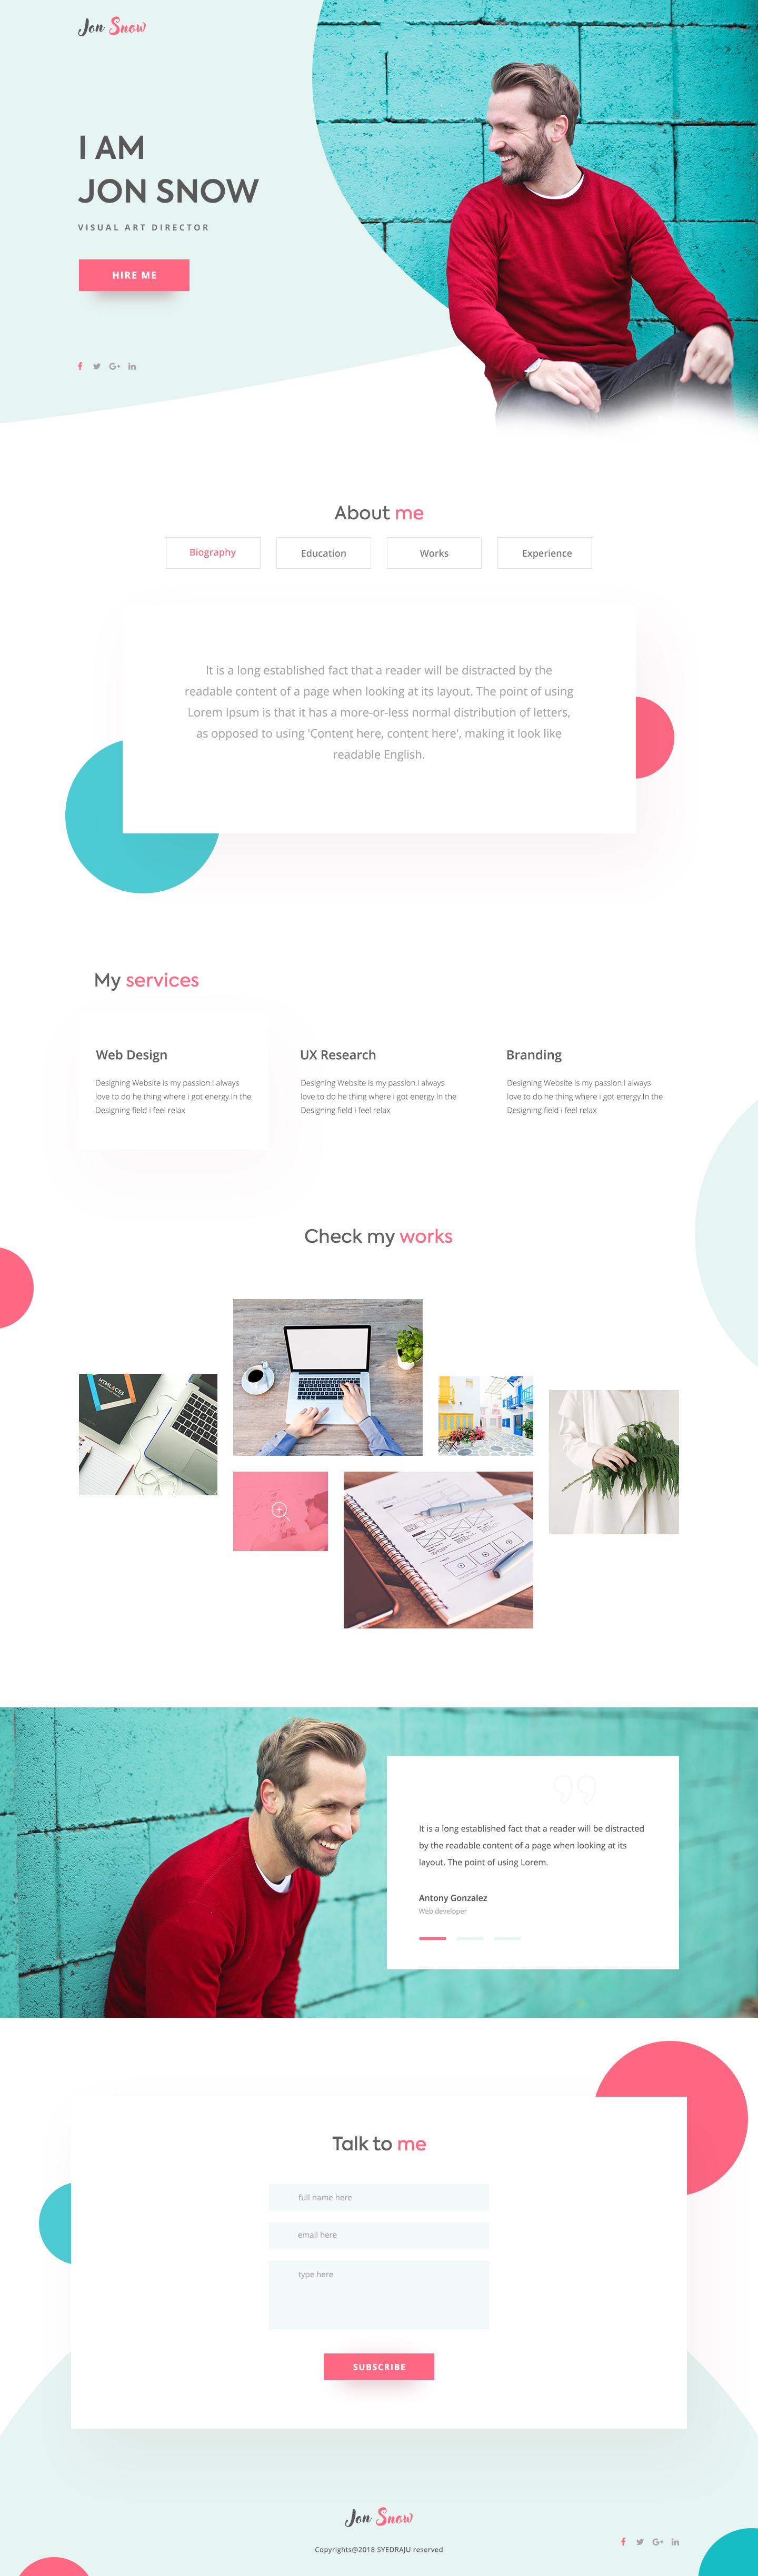 Jon Snow
I AM
JON SNOW
VISUAL ART DIRECTOR
HIRE ME
About me
Biography
Education
Works
Experience
It is a long established fact that a reader will be distracted by the
readable content of a page when looking at its layout. The point of using
Lorem Ipsum is that it has a more-or-less normal distribution of letters,
as opposed to using 'Content here, content here', making it look like
readable English.
My services
Web Design
Designing Website is my passion.I always
love to do he thing where i got energy.In the
Designing field i feel relax
UX Research
Designing Website is my passion.I always
love to do he thing where i got energy.In the
Designing field i feel relax
Branding
Designing Website is my passion.I always
love to do he thing where i got energy.In the
Designing field i feel relax
Check my works
HTML&CSS
It is a long established fact that a reader will be distracted
by the readable content of a page when looking at its
layout. The point of using Lorem.
Antony Gonzalez
Web developer
Talk to me
full name here
email here
type here
SUBSCRIBE
Jon Snow
Copyrights@2018 SYEDRAJU reserved